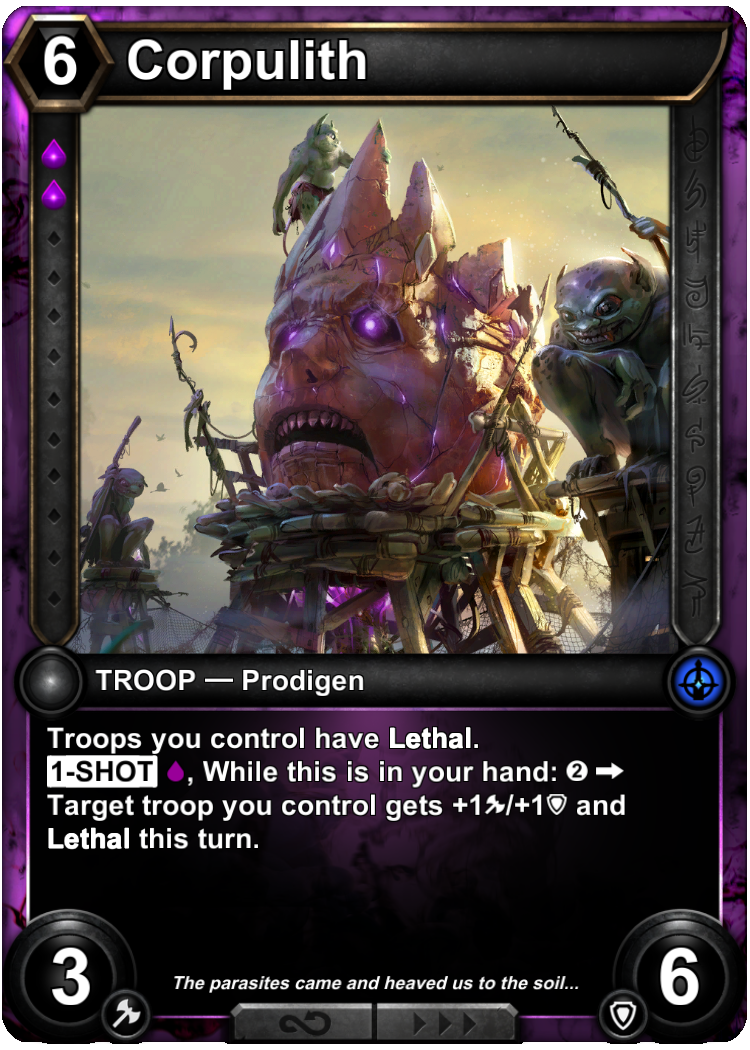 6 Corpulith
TROOP — Prodigen
Troops you control have Lethal.
1-SHOT, While this is in your hand: 2 ➡
Target troop you control gets +1/+1 and
Lethal this turn.
The parasites came and heaved us to the soil...
3
6